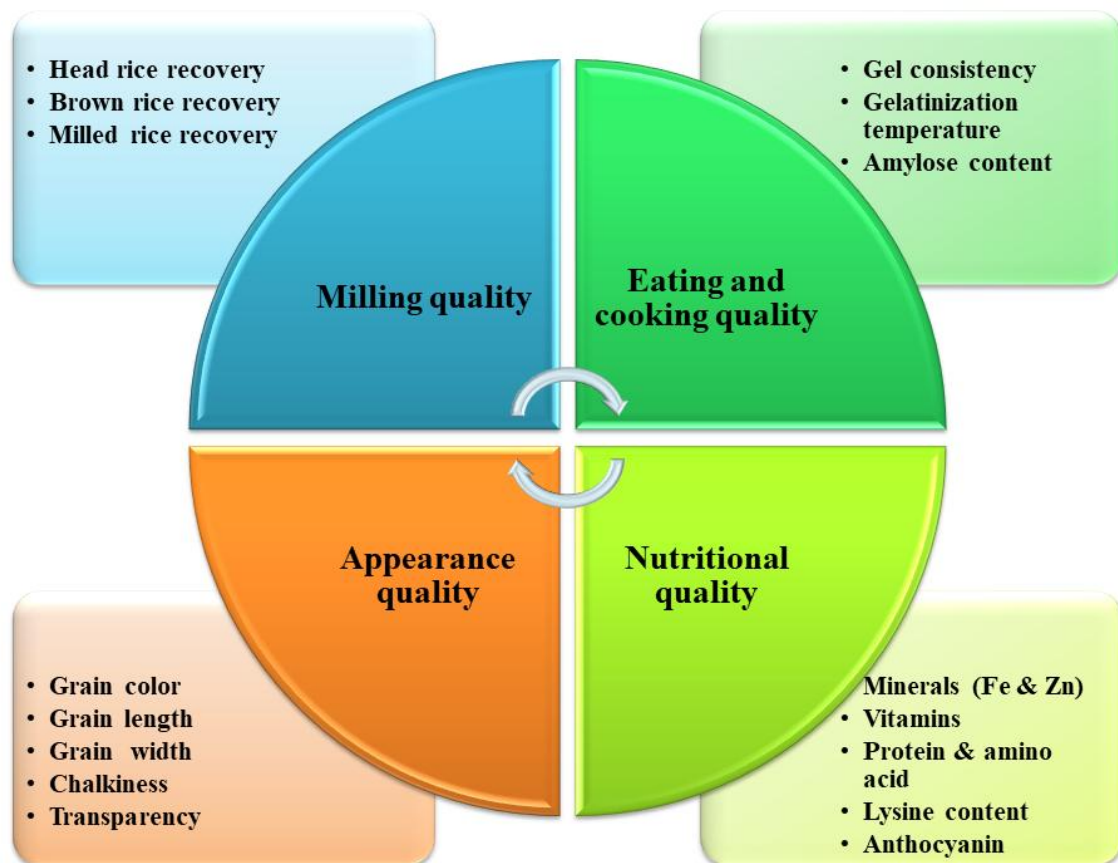 • Head rice recovery
• Brown rice recovery
• Milled rice recovery
• Gel consistency
• Gelatinization
temperature
• Amylose content
Milling quality
Eating and
cooking quality
Appearance
quality
Nutritional
quality
• Grain color
• Grain length
• Grain width
• Chalkiness
• Transparency
Minerals (Fe & Zn)
• Vitamins
• Protein & amino
acid
• Lysine content
• Anthocyanin